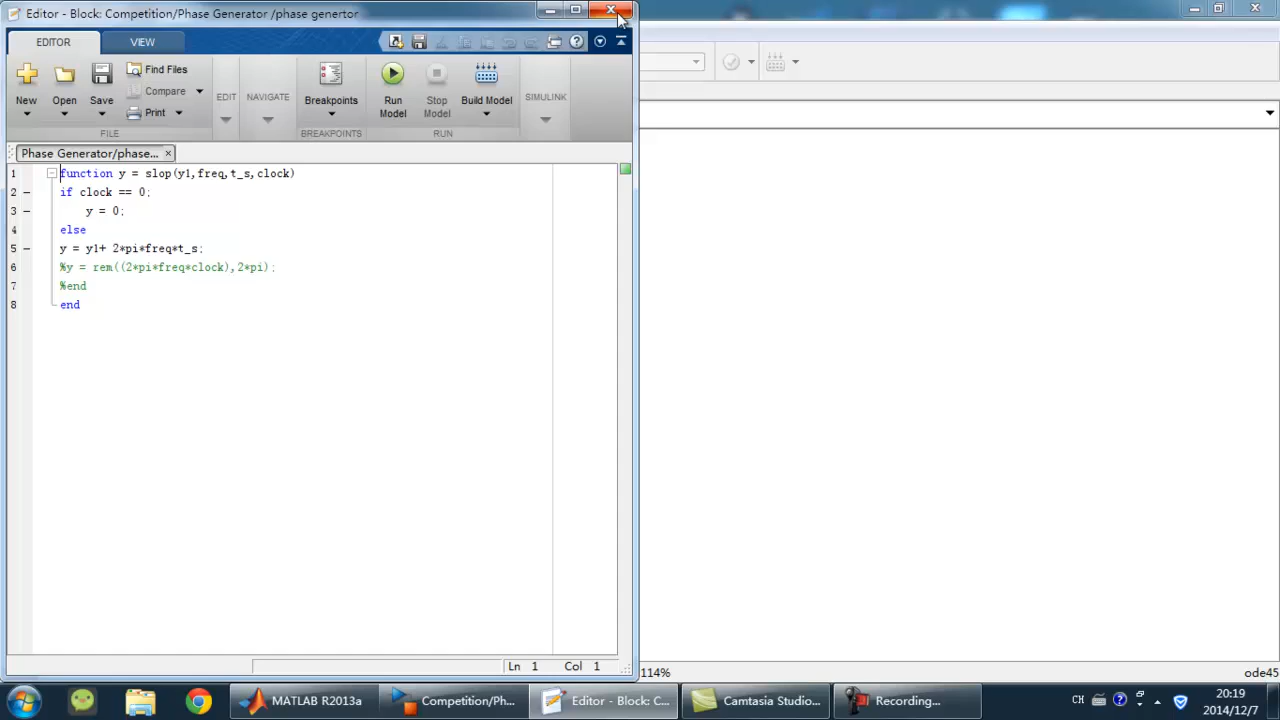 Editor - Block: Competition/Phase Generator /phase genertor
EDITOR
VIEW
New
Open
Save
Find Files
Compare
Print
FILE
EDIT
NAVIGATE
Breakpoints
BREAKPOINTS
Run Model
Stop Model
Build Model
RUN
SIMULINK
Phase Generator/phase... ×
1 function y = slop(y1,freq,t_s,clock)
2 if clock == 0;
3 y = 0;
4 else
5 y = y1+ 2*pi*freq*t_s;
6 %y = rem((2*pi*freq*clock),2*pi);
7 %end
8 end
Ln 1 Col 1
114%
ode45
MATLAB R2013a
Competition/Ph...
Editor - Block: C...
Camtasia Studio...
Recording...
CH
20:19
2014/12/7